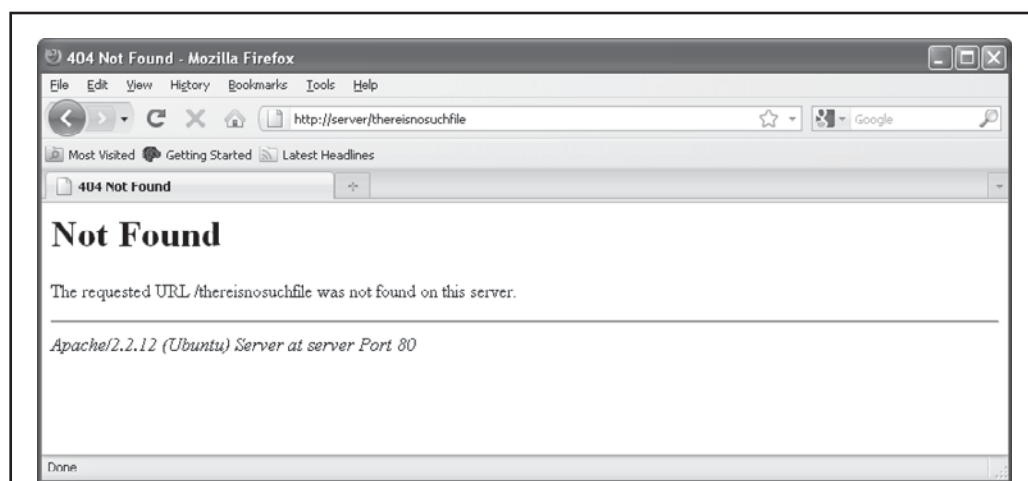 404 Not Found - Mozilla Firefox
File Edit View History Bookmarks Tools Help
http://server/thereisnosuchfile Google
Most Visited Getting Started Latest Headlines
404 Not Found
Not Found
The requested URL /thereisnosuchfile was not found on this server.
Apache/2.2.12 (Ubuntu) Server at server Port 80
Done